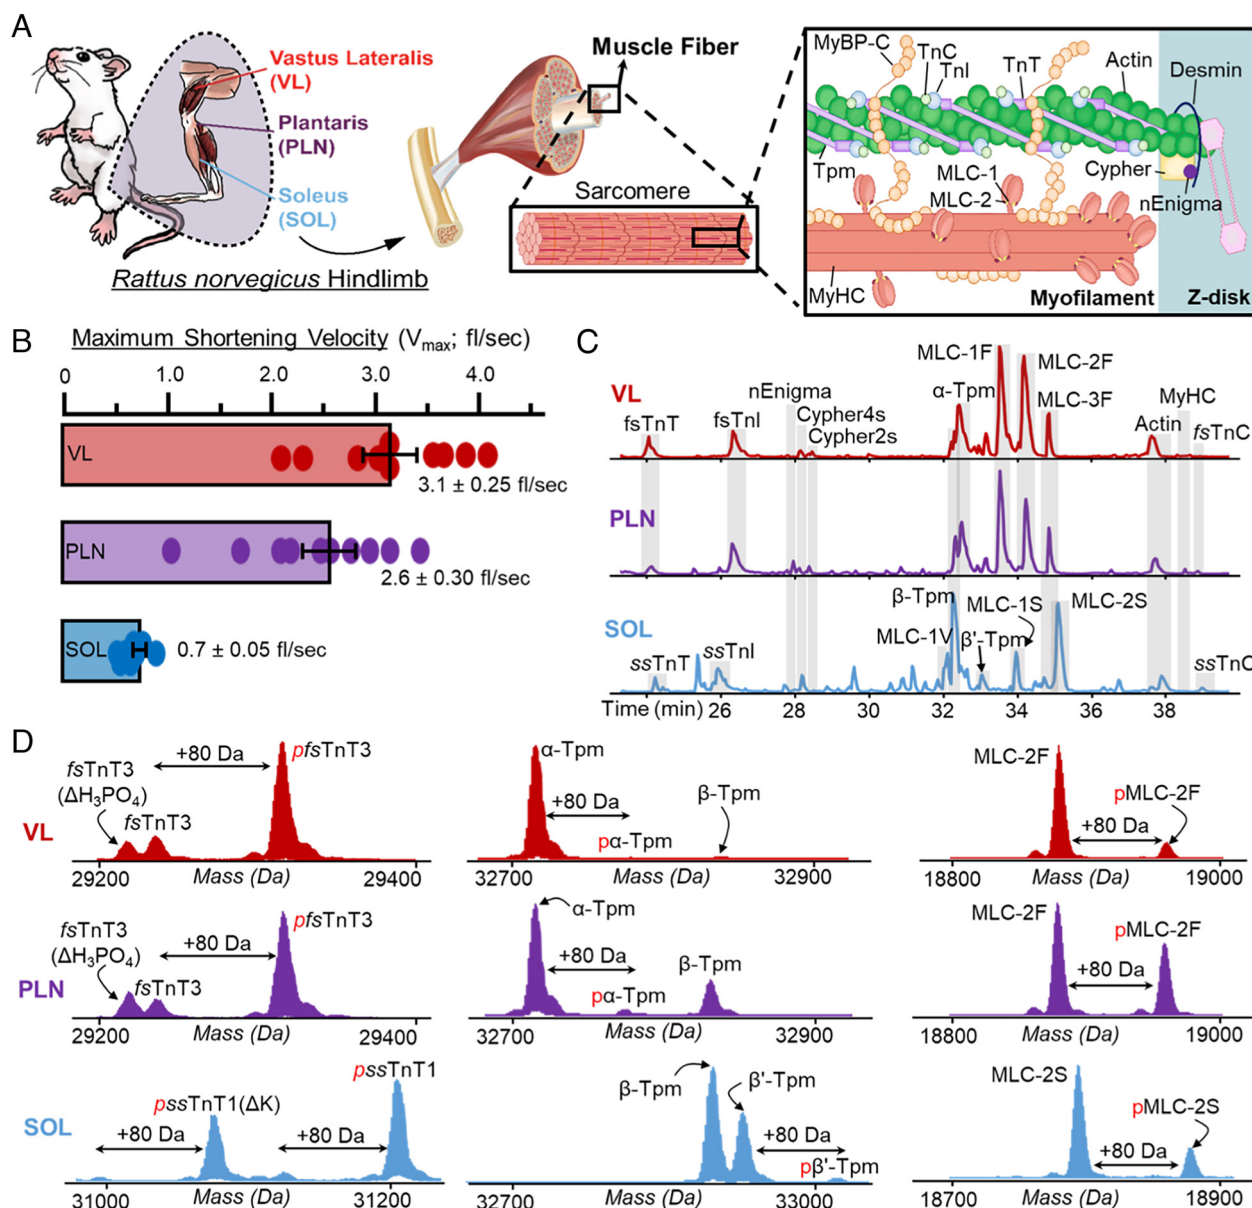 A
Vastus Lateralis
(VL)
Plantaris
(PLN)
Soleus
(SOL)
Rattus norvegicus Hindlimb
Muscle Fiber
Sarcomere
MyBP-C
TnC
TnI
TnT
Actin
Desmin
Tpm
MLC-1
MLC-2
Cypher
nEnigma
MyHC
Myofilament
Z-disk
B
Maximum Shortening Velocity (Vmax; fl/sec)
0 1.0 2.0 3.0 4.0
VL
3.1 ± 0.25 fl/sec
PLN
2.6 ± 0.30 fl/sec
SOL
0.7 ± 0.05 fl/sec
C
VL
fsTnT
fsTnI
nEnigma
Cypher4s
Cypher2s
α-Tpm
MLC-1F
MLC-2F
MLC-3F
Actin
MyHC
fsTnC
PLN
SOL
ssTnT
ssTnI
MLC-1V
β-Tpm
β'-Tpm
MLC-1S
MLC-2S
ssTnC
Time (min) 26 28 30 32 34 36 38
D
VL
fsTnT3
(ΔH₃PO₄)
fsTnT3
+80 Da
pfsTnT3
29200 Mass (Da) 29400
α-Tpm
+80 Da
pα-Tpm
β-Tpm
32700 Mass (Da) 32900
MLC-2F
+80 Da
pMLC-2F
18800 Mass (Da) 19000
PLN
fsTnT3
(ΔH₃PO₄)
fsTnT3
+80 Da
pfsTnT3
29200 Mass (Da) 29400
α-Tpm
+80 Da
pα-Tpm
β-Tpm
32700 Mass (Da) 32900
MLC-2F
+80 Da
pMLC-2F
18800 Mass (Da) 19000
SOL
pssTnT1(ΔK)
+80 Da
pssTnT1
+80 Da
31000 Mass (Da) 31200
β-Tpm
β'-Tpm
+80 Da
pβ'-Tpm
32700 Mass (Da) 33000
MLC-2S
+80 Da
pMLC-2S
18700 Mass (Da) 18900